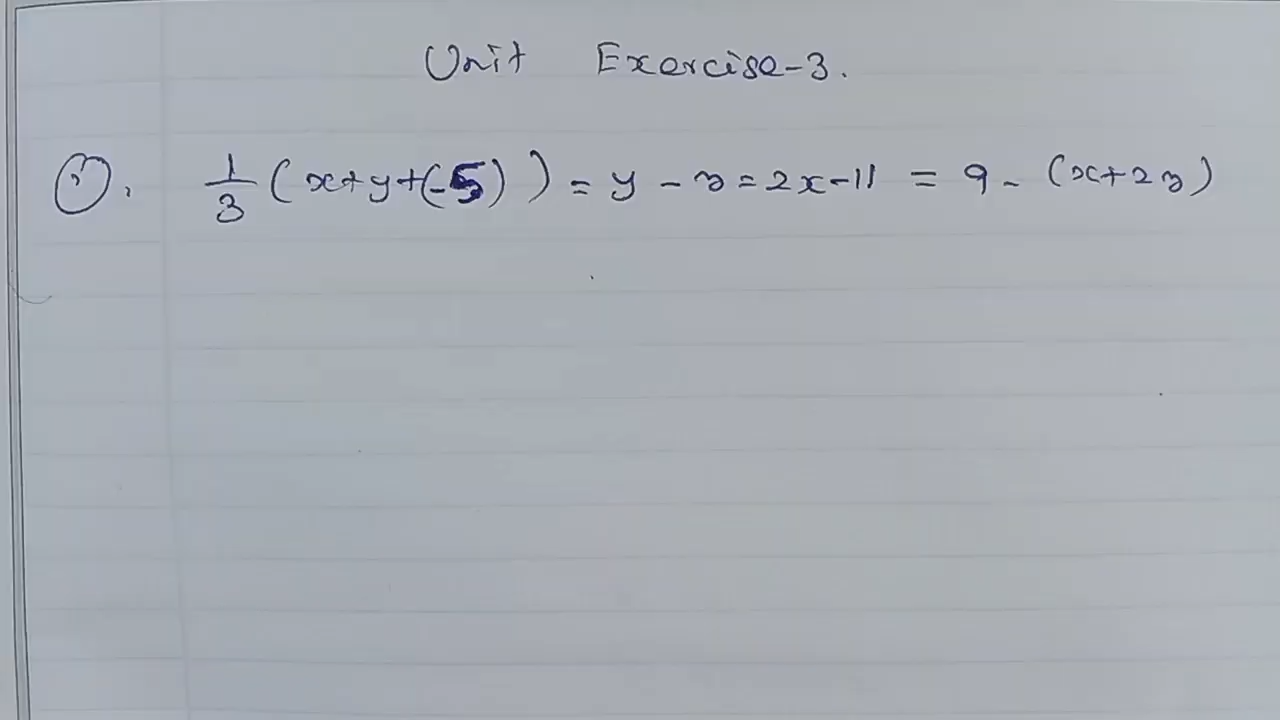 Unit Exercise-3.
1/3 (x+y+(-5)) = y - z = 2x-11 = 9 - (x+2z)